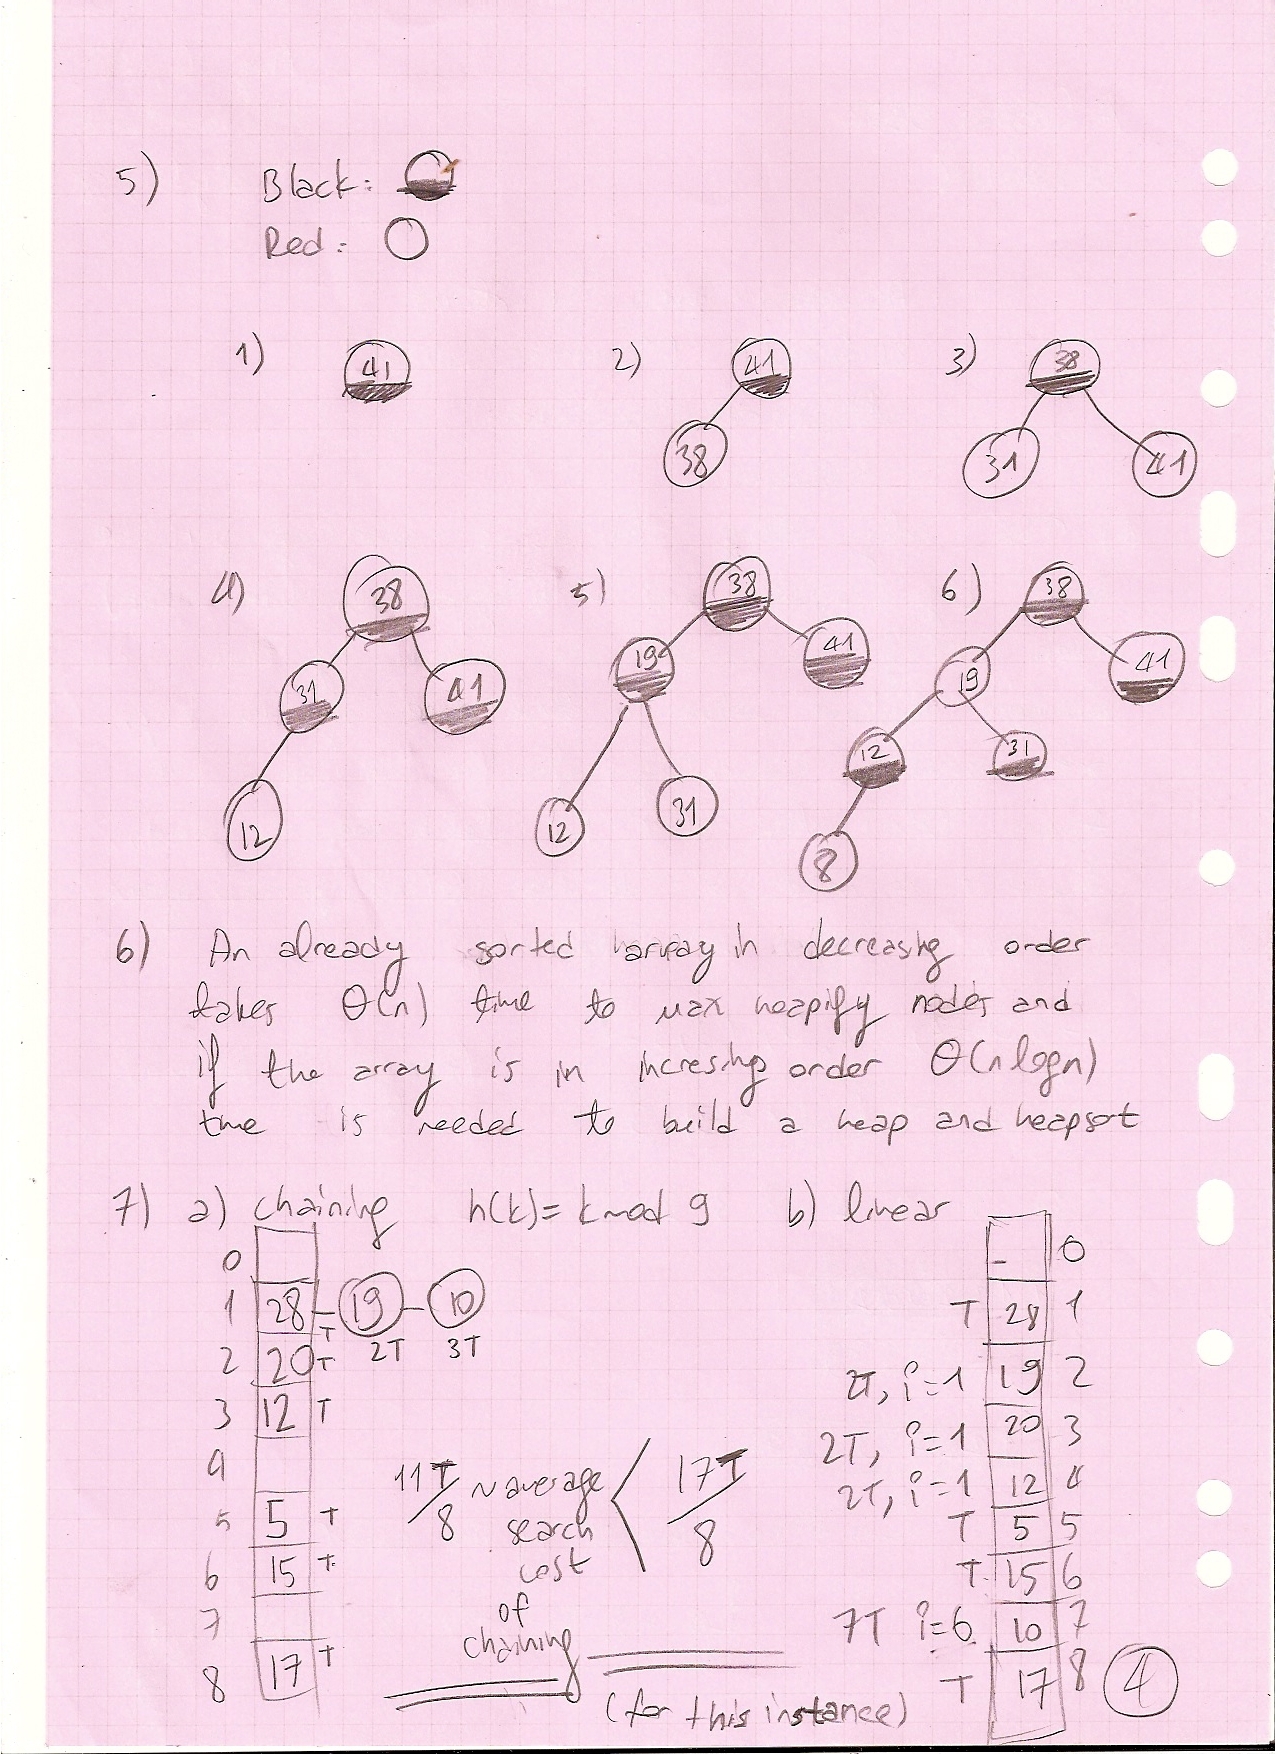 5) Black:
Red:
1) 41
2) 41
38
3) 38
31 41
4) 38
31 41
12
5) 38
19 41
12 31
6) 38
19 41
12 31
8
6) An already sorted array in decreasing order
takes Θ(n) time to max heapify nodes and
if the array is in incresing order Θ(n logn)
time is needed to build a heap and heapsort
7) a) chaining h(k)= k mod 9 b) linear
0
1 28 T 19 2T 10 3T
2 20 T
3 12 T
4
5 5 T
6 15 T
7
8 17 T
11T/8 ~ average search cost of chaining < 17T/8
(for this instance)
- 0
T 28 1
2T, i=1 19 2
2T, i=1 20 3
2T, i=1 12 4
T 5 5
T 15 6
7T i=6 10 7
T 17 8
4